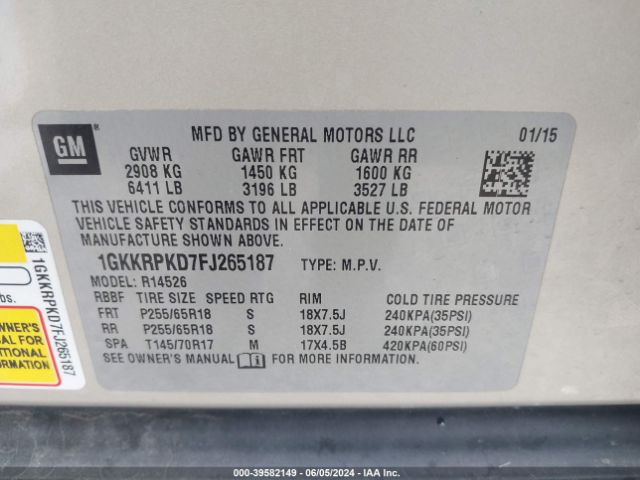 GM
MFD BY GENERAL MOTORS LLC 01/15
GVWR GAWR FRT GAWR RR
2908 KG 1450 KG 1600 KG
6411 LB 3196 LB 3527 LB
THIS VEHICLE CONFORMS TO ALL APPLICABLE U.S. FEDERAL MOTOR
VEHICLE SAFETY STANDARDS IN EFFECT ON THE DATE OF
MANUFACTURE SHOWN ABOVE.
1GKKRPKD7FJ265187 TYPE: M.P.V.
MODEL: R14526
RBBF TIRE SIZE SPEED RTG RIM COLD TIRE PRESSURE
FRT P255/65R18 S 18X7.5J 240KPA(35PSI)
RR P255/65R18 S 18X7.5J 240KPA(35PSI)
SPA T145/70R17 M 17X4.5B 420KPA(60PSI)
SEE OWNER'S MANUAL FOR MORE INFORMATION.
1GKKRPKD7FJ265187
lbs.
OWNER'S
UAL FOR
DITIONAL
ORMATION
000-39582149 - 06/05/2024 - IAA Inc.